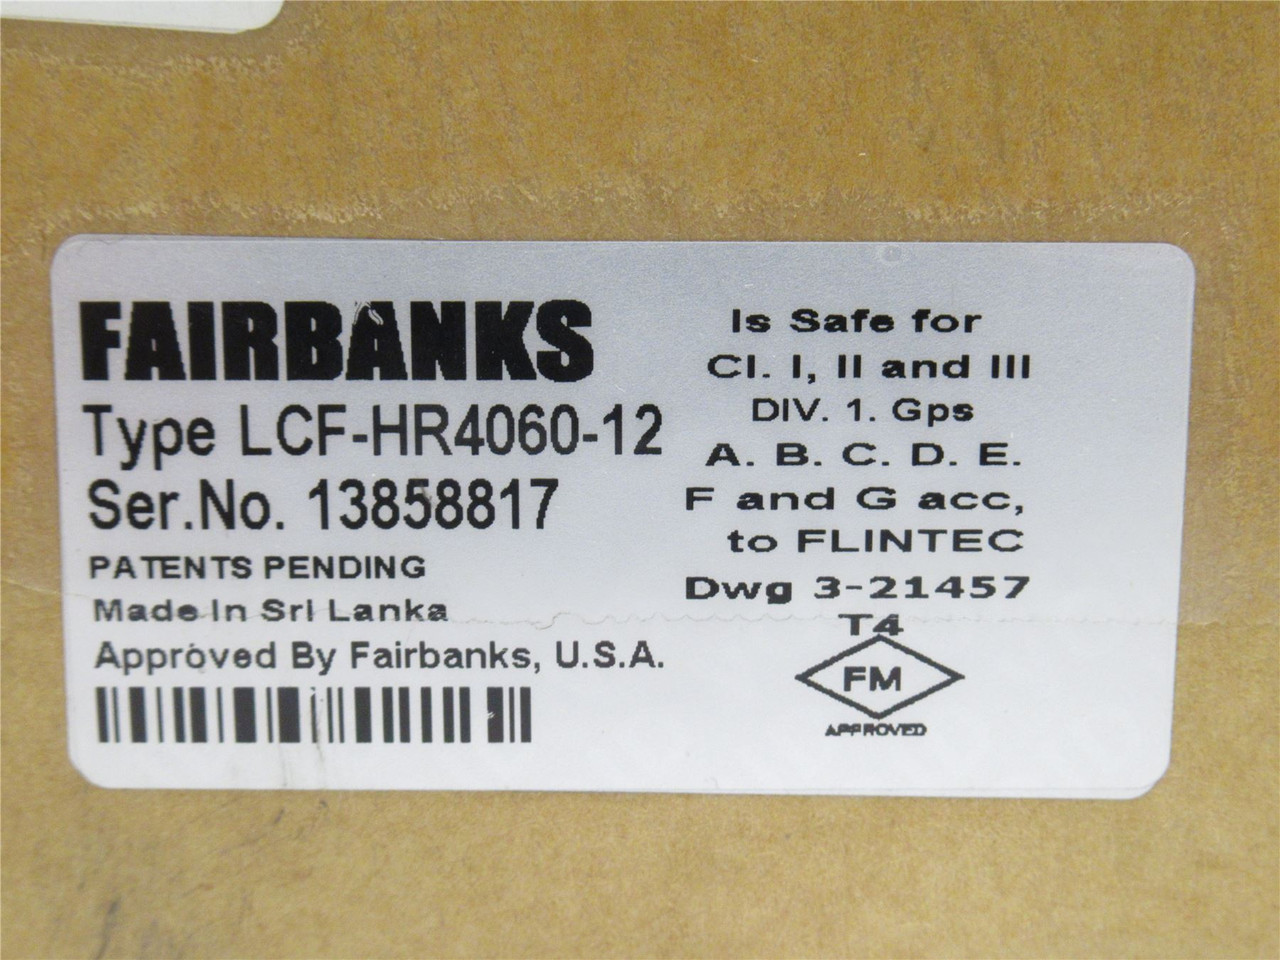 FAIRBANKS
Type LCF-HR4060-12
Ser.No. 13858817
PATENTS PENDING
Made In Sri Lanka
Approved By Fairbanks, U.S.A.
Is Safe for
Cl. I, II and III
DIV. 1. Gps
A. B. C. D. E.
F and G acc,
to FLINTEC
Dwg 3-21457
T4
FM
APPROVED